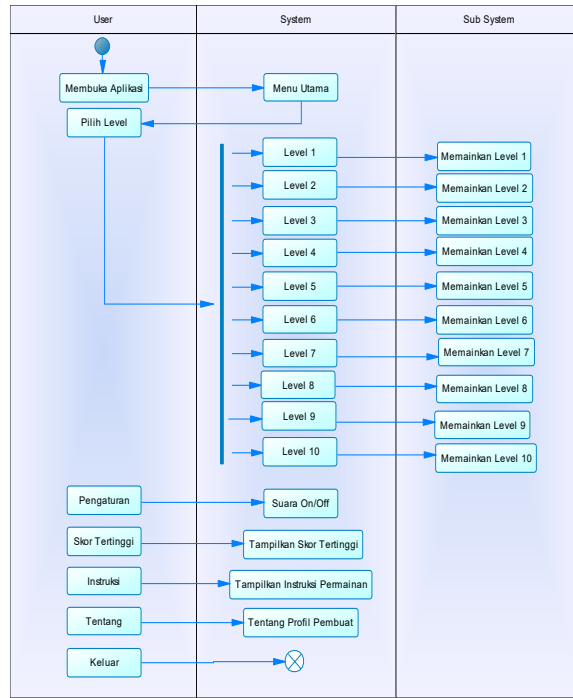 User
System
Sub System
Membuka Aplikasi
Menu Utama
Pilih Level
Level 1
Memainkan Level 1
Level 2
Memainkan Level 2
Level 3
Memainkan Level 3
Level 4
Memainkan Level 4
Level 5
Memainkan Level 5
Level 6
Memainkan Level 6
Level 7
Memainkan Level 7
Level 8
Memainkan Level 8
Level 9
Memainkan Level 9
Level 10
Memainkan Level 10
Pengaturan
Suara On/Off
Skor Tertinggi
Tampilkan Skor Tertinggi
Instruksi
Tampilkan Instruksi Permainan
Tentang
Tentang Profil Pembuat
Keluar